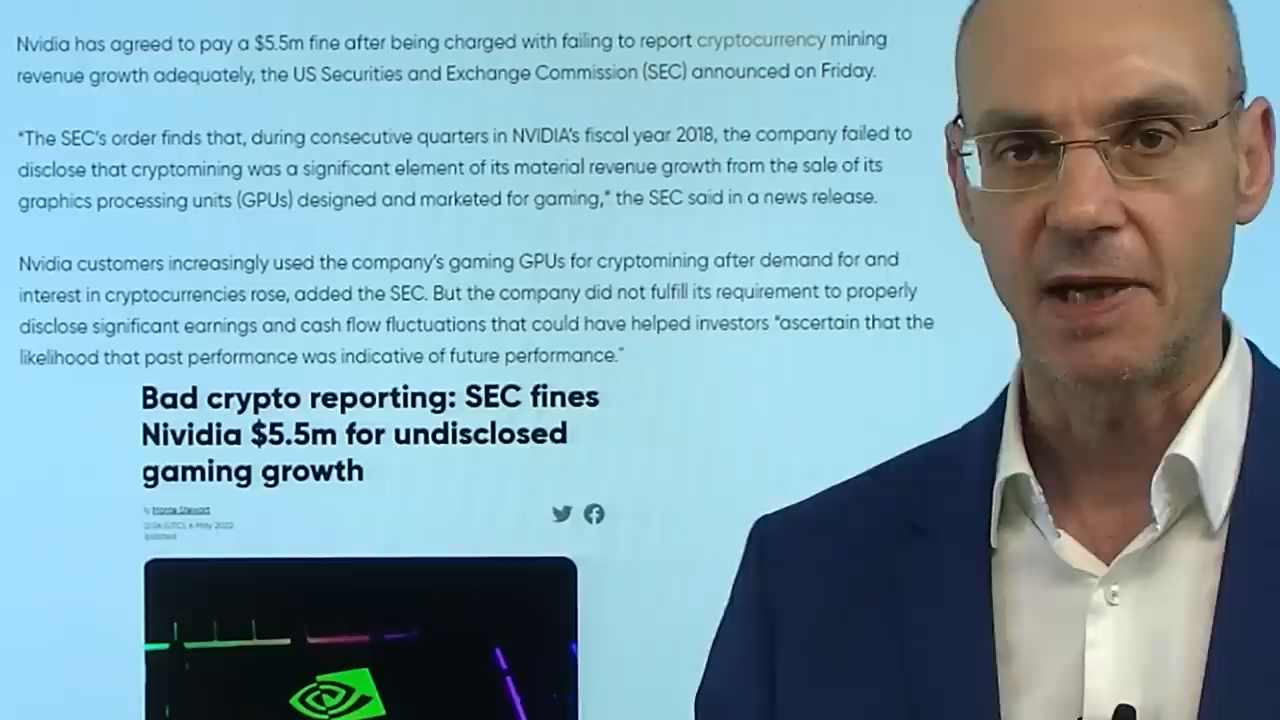 Nvidia has agreed to pay a $5.5m fine after being charged with failing to report cryptocurrency mining
revenue growth adequately, the US Securities and Exchange Commission (SEC) announced on Friday.
"The SEC's order finds that, during consecutive quarters in NVIDIA's fiscal year 2018, the company failed to
disclose that cryptomining was a significant element of its material revenue growth from the sale of its
graphics processing units (GPUs) designed and marketed for gaming," the SEC said in a news release.
Nvidia customers increasingly used the company's gaming GPUs for cryptomining after demand for and
interest in cryptocurrencies rose, added the SEC. But the company did not fulfill its requirement to properly
disclose significant earnings and cash flow fluctuations that could have helped investors "ascertain that the
likelihood that past performance was indicative of future performance."
Bad crypto reporting: SEC fines
Nividia $5.5m for undisclosed
gaming growth
6 May 2022